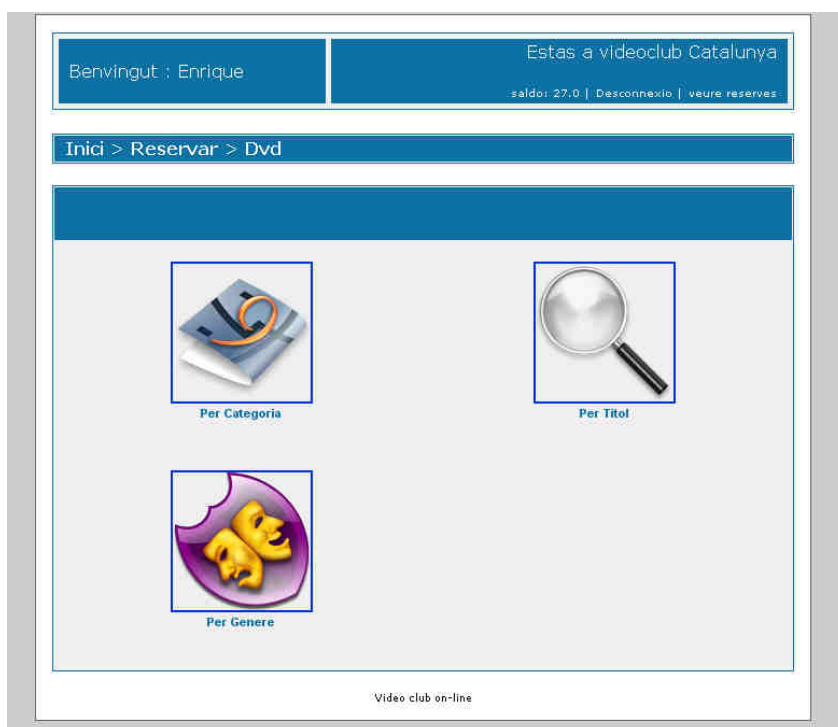 Benvingut : Enrique
Estas a videoclub Catalunya
saldo: 27.0 | Desconnexio | veure reserves
Inici > Reservar > Dvd
Per Categoria
Per Titol
Per Genere
Video club on-line